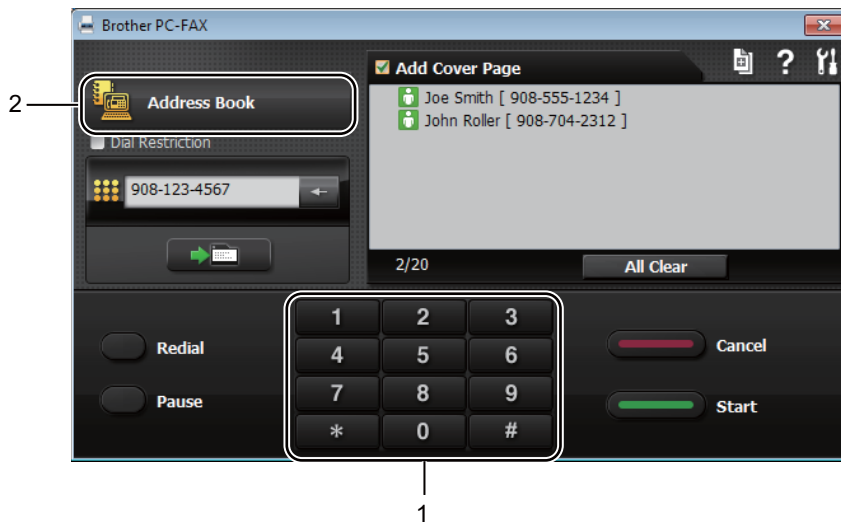 Brother PC-FAX
Add Cover Page
?
2
Address Book
Joe Smith [ 908-555-1234 ]
John Roller [ 908-704-2312 ]
Dial Restriction
908-123-4567
2/20
All Clear
1 2 3
4 5 6
7 8 9
* 0 #
Redial
Pause
Cancel
Start
1